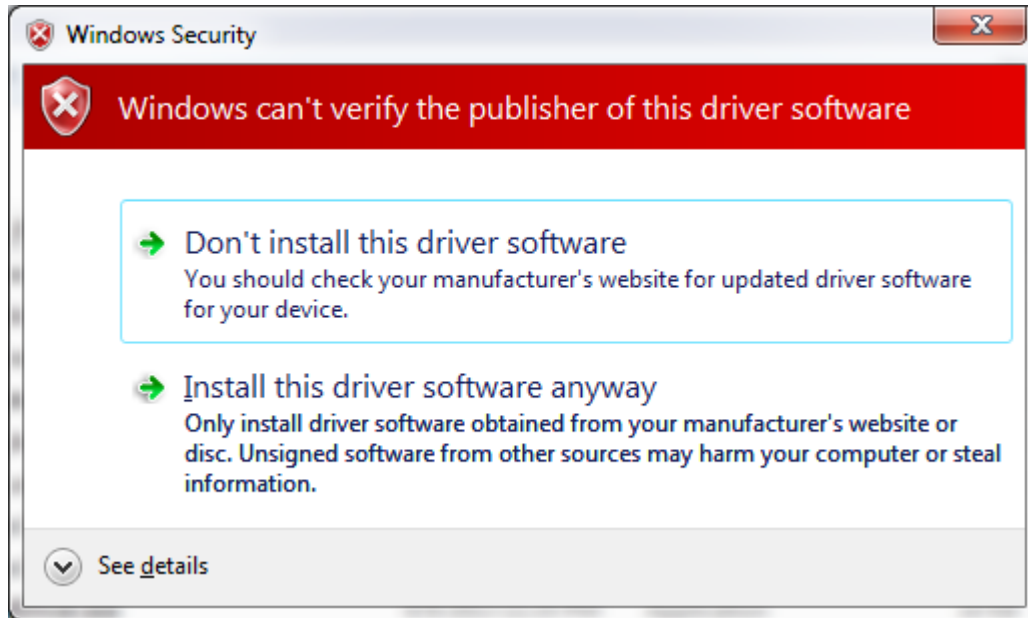 Windows Security
Windows can't verify the publisher of this driver software
Don't install this driver software
You should check your manufacturer's website for updated driver software
for your device.
Install this driver software anyway
Only install driver software obtained from your manufacturer's website or
disc. Unsigned software from other sources may harm your computer or steal
information.
See details